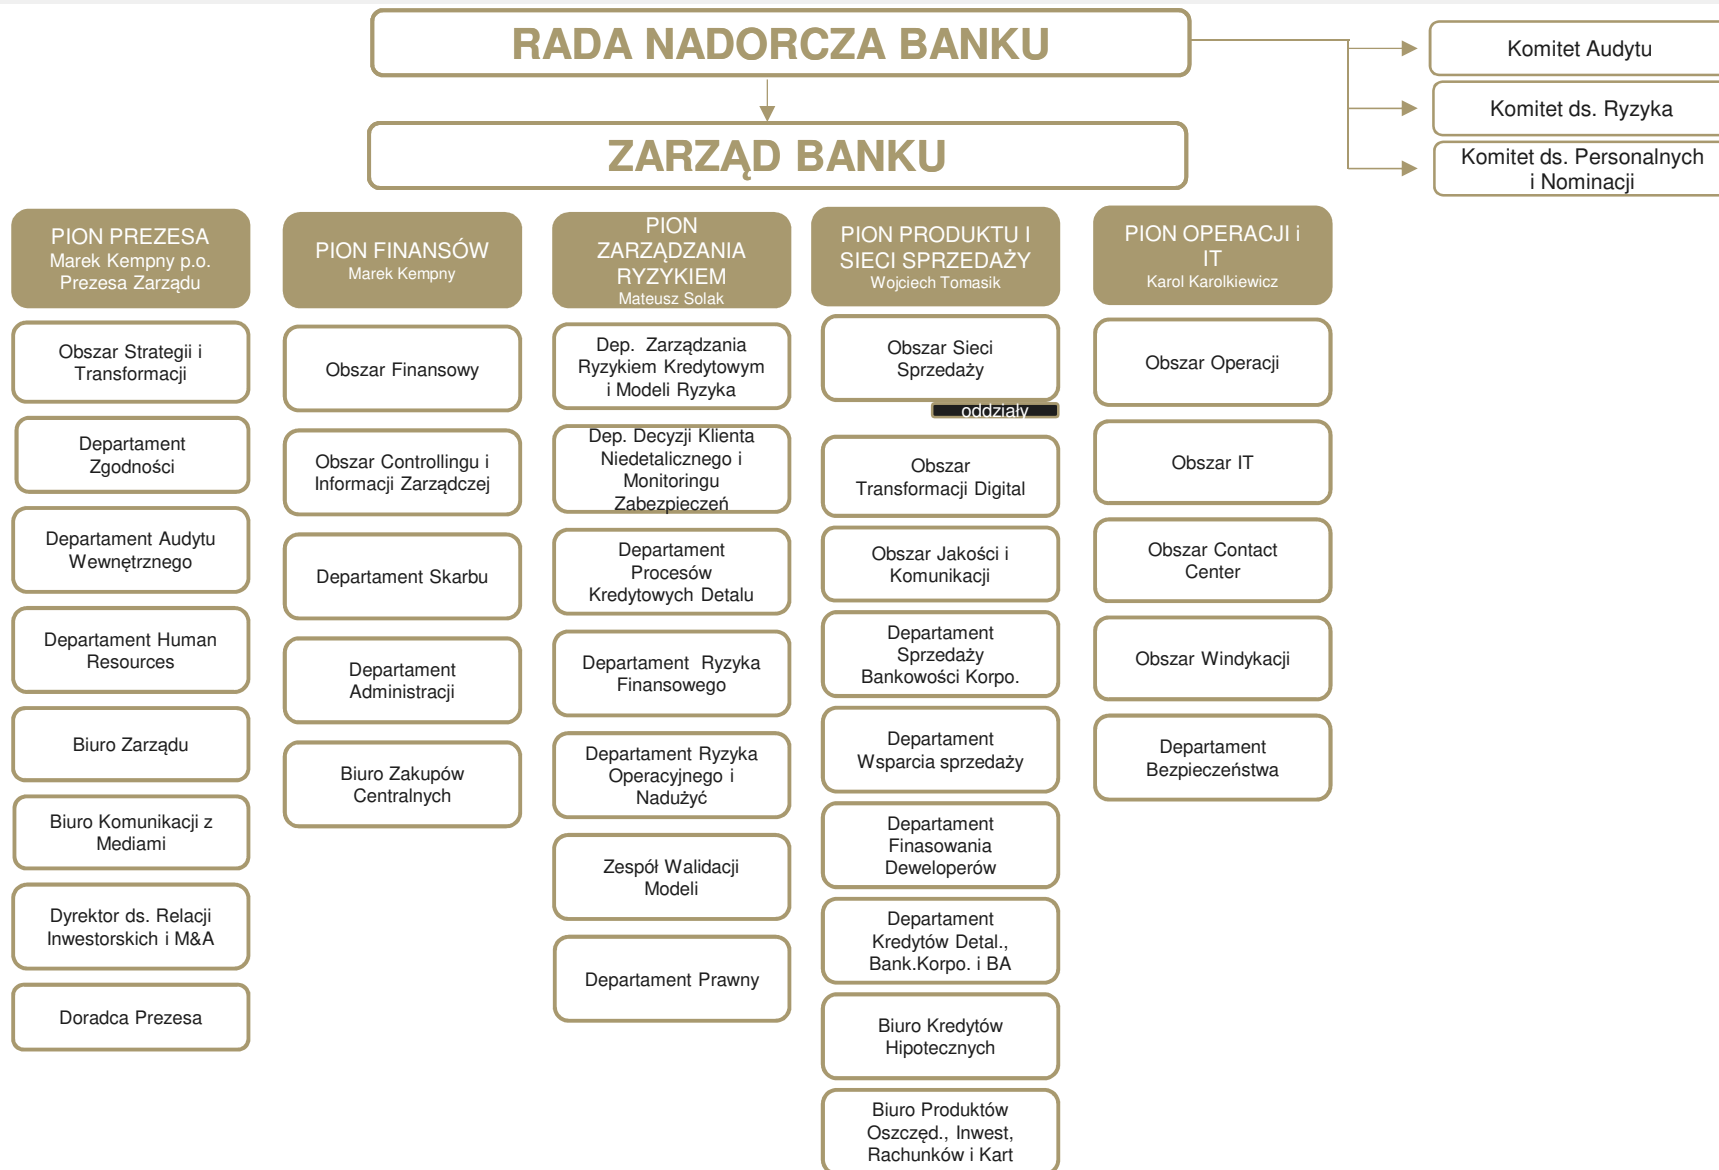 RADA NADORCZA BANKU
Komitet Audytu
Komitet ds. Ryzyka
Komitet ds. Personalnych
i Nominacji
ZARZĄD BANKU
PION PREZESA
Marek Kempny p.o.
Prezesa Zarządu
Obszar Strategii i
Transformacji
Departament
Zgodności
Departament Audytu
Wewnętrznego
Departament Human
Resources
Biuro Zarządu
Biuro Komunikacji z
Mediami
Dyrektor ds. Relacji
Inwestorskich i M&A
Doradca Prezesa
PION FINANSÓW
Marek Kempny
Obszar Finansowy
Obszar Controllingu i
Informacji Zarządczej
Departament Skarbu
Departament
Administracji
Biuro Zakupów
Centralnych
PION
ZARZĄDZANIA
RYZYKIEM
Mateusz Solak
Dep. Zarządzania
Ryzykiem Kredytowym
i Modeli Ryzyka
Dep. Decyzji Klienta
Niedetalicznego i
Monitoringu
Zabezpieczeń
Departament
Procesów
Kredytowych Detalu
Departament Ryzyka
Finansowego
Departament Ryzyka
Operacyjnego i
Nadużyć
Zespół Walidacji
Modeli
Departament Prawny
PION PRODUKTU I
SIECI SPRZEDAŻY
Wojciech Tomasik
Obszar Sieci
Sprzedaży
oddziały
Obszar
Transformacji Digital
Obszar Jakości i
Komunikacji
Departament
Sprzedaży
Bankowości Korpo.
Departament
Wsparcia sprzedaży
Departament
Finasowania
Deweloperów
Departament
Kredytów Detal.,
Bank.Korpo. i BA
Biuro Kredytów
Hipotecznych
Biuro Produktów
Oszczęd., Inwest,
Rachunków i Kart
PION OPERACJI i
IT
Karol Karolkiewicz
Obszar Operacji
Obszar IT
Obszar Contact
Center
Obszar Windykacji
Departament
Bezpieczeństwa